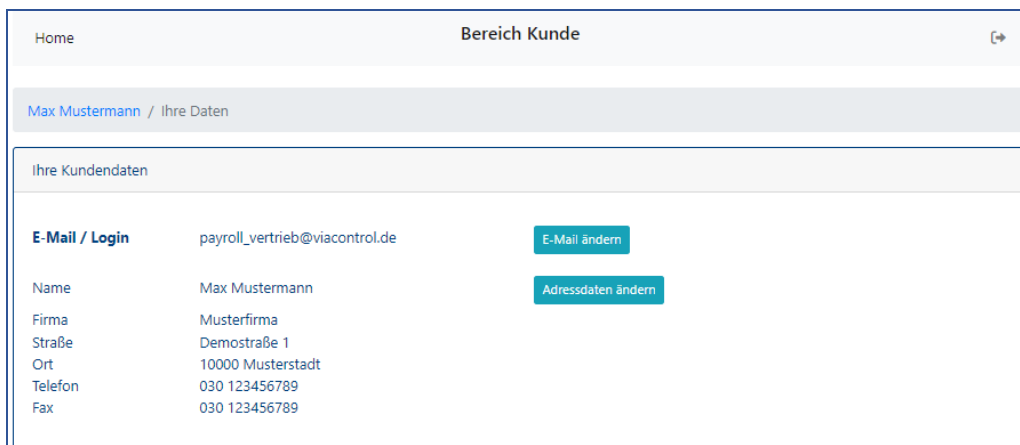 Home Bereich Kunde
Max Mustermann / Ihre Daten
Ihre Kundendaten
E-Mail / Login payroll_vertrieb@viacontrol.de E-Mail ändern
Name Max Mustermann Adressdaten ändern
Firma Musterfirma
Straße Demostraße 1
Ort 10000 Musterstadt
Telefon 030 123456789
Fax 030 123456789